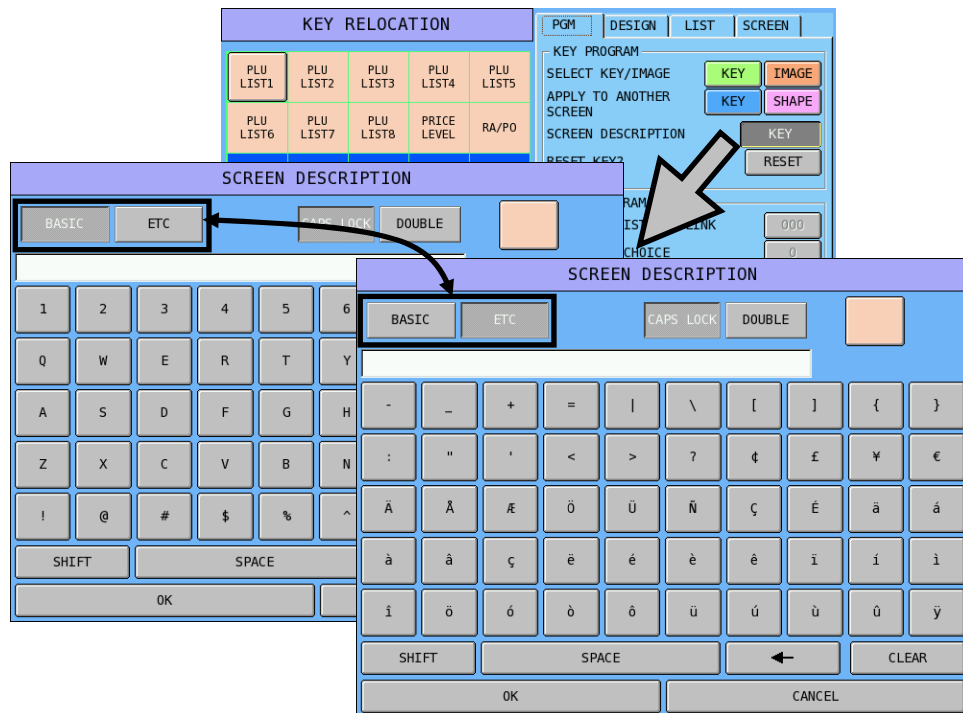 KEY RELOCATION
PGM DESIGN LIST SCREEN
KEY PROGRAM
PLU LIST1 PLU LIST2 PLU LIST3 PLU LIST4 PLU LIST5
SELECT KEY/IMAGE KEY IMAGE
APPLY TO ANOTHER SCREEN KEY SHAPE
PLU LIST6 PLU LIST7 PLU LIST8 PRICE LEVEL RA/PO
SCREEN DESCRIPTION KEY
RESET KEY? RESET
LINK 000
CHOICE 0
SCREEN DESCRIPTION
BASIC ETC CAPS LOCK DOUBLE
1 2 3 4 5 6
Q W E R T Y
A S D F G H
Z X C V B N
! @ # $ % ^
SHIFT SPACE
OK
SCREEN DESCRIPTION
BASIC ETC CAPS LOCK DOUBLE
- _ + = | \ [ ] { }
: " ' < > ? ¢ £ ¥ €
Ä Å Æ Ö Ü Ñ Ç É ä á
à â ç ë é è ê ï í ì
î ö ó ò ô ü ú ù û ÿ
SHIFT SPACE ← CLEAR
OK CANCEL